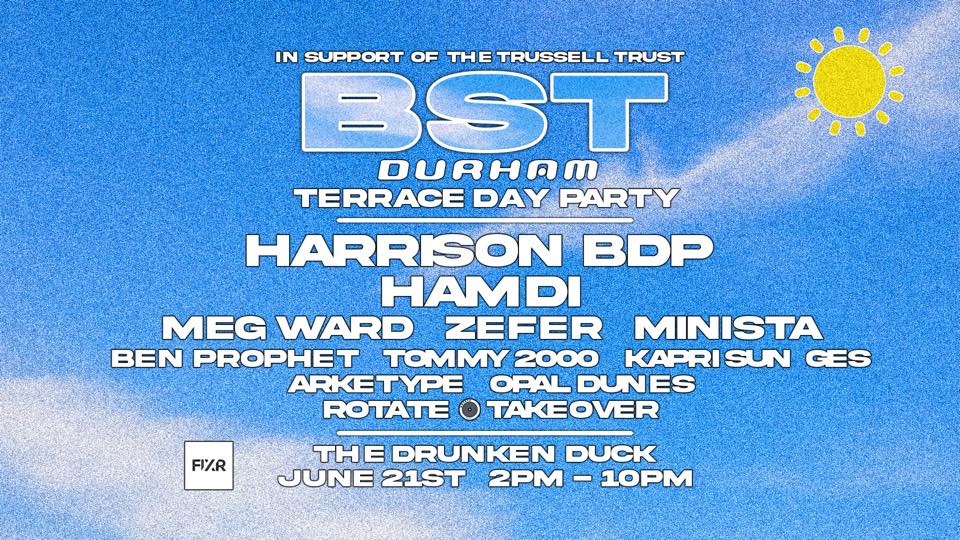 IN SUPPORT OF THE TRUSSELL TRUST
BST
DURHAM
TERRACE DAY PARTY
HARRISON BDP
HAMDI
MEG WARD ZEFER MINISTA
BEN PROPHET TOMMY 2000 KAPRI SUN GES
ARKETYPE OPAL DUNES
ROTATE TAKEOVER
THE DRUNKEN DUCK
FIXR
JUNE 21ST 2PM - 10PM